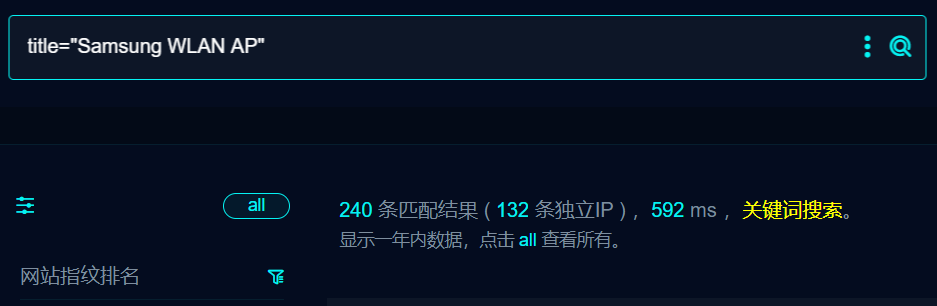 title="Samsung WLAN AP"
all
240 条匹配结果 ( 132 条独立IP ) ，592 ms ，关键词搜索。
显示一年内数据，点击 all 查看所有。
网站指纹排名